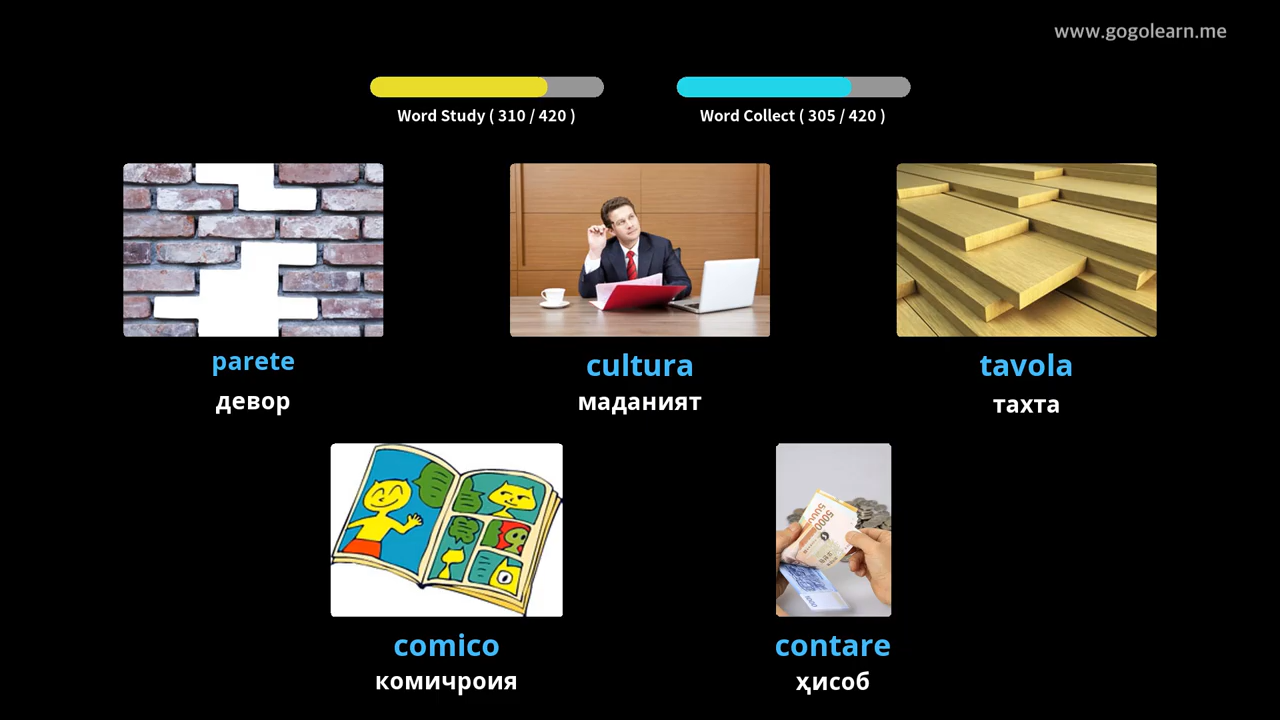 www.gogolearn.me
Word Study ( 310 / 420 )
Word Collect ( 305 / 420 )
parete
девор
cultura
маданият
tavola
тахта
5000
comico
комичроия
contare
ҳисоб